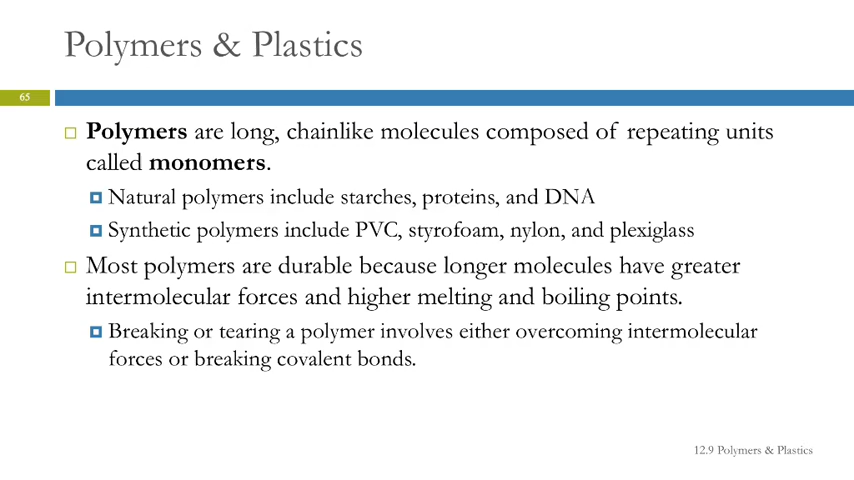 Polymers & Plastics
65
Polymers are long, chainlike molecules composed of repeating units
called monomers.
Natural polymers include starches, proteins, and DNA
Synthetic polymers include PVC, styrofoam, nylon, and plexiglass
Most polymers are durable because longer molecules have greater
intermolecular forces and higher melting and boiling points.
Breaking or tearing a polymer involves either overcoming intermolecular
forces or breaking covalent bonds.
12.9 Polymers & Plastics